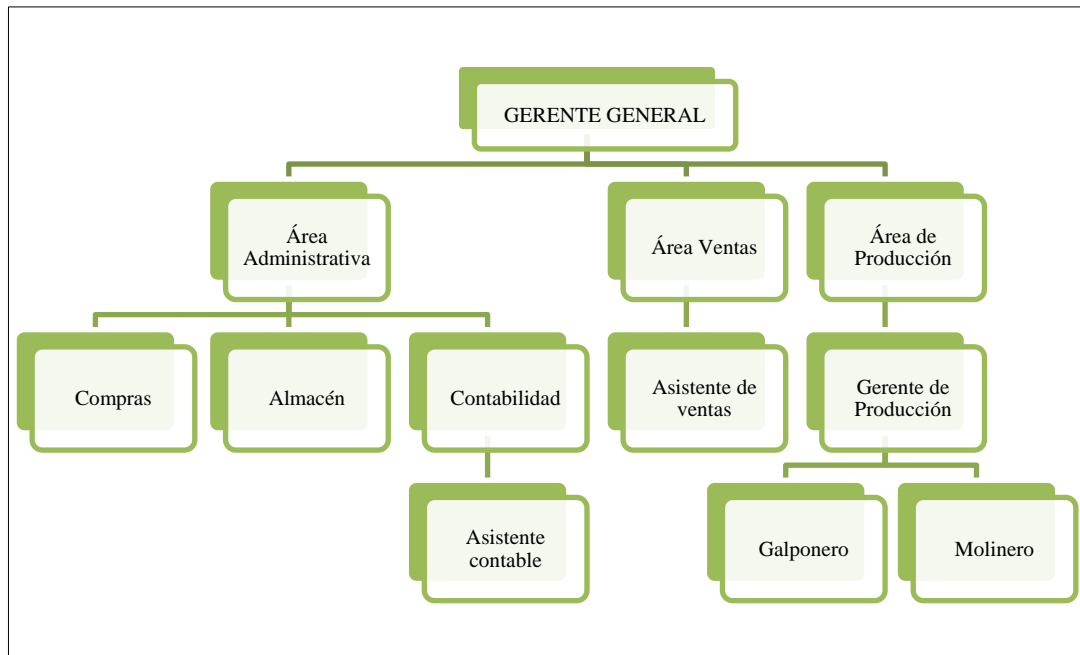 GERENTE GENERAL
Área
Administrativa
Área Ventas
Área de
Producción
Compras
Almacén
Contabilidad
Asistente de
ventas
Gerente de
Producción
Asistente
contable
Galponero
Molinero